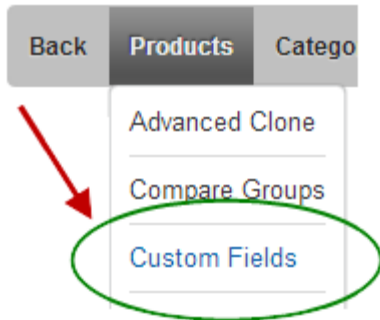 Back Products Catego
Advanced Clone
Compare Groups
Custom Fields